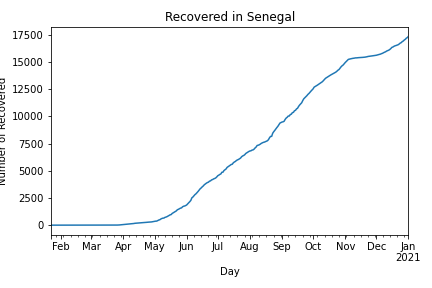 Recovered in Senegal
Number of Recovered
17500
15000
12500
10000
7500
5000
2500
0
Feb Mar Apr May Jun Jul Aug Sep Oct Nov Dec Jan
2021
Day